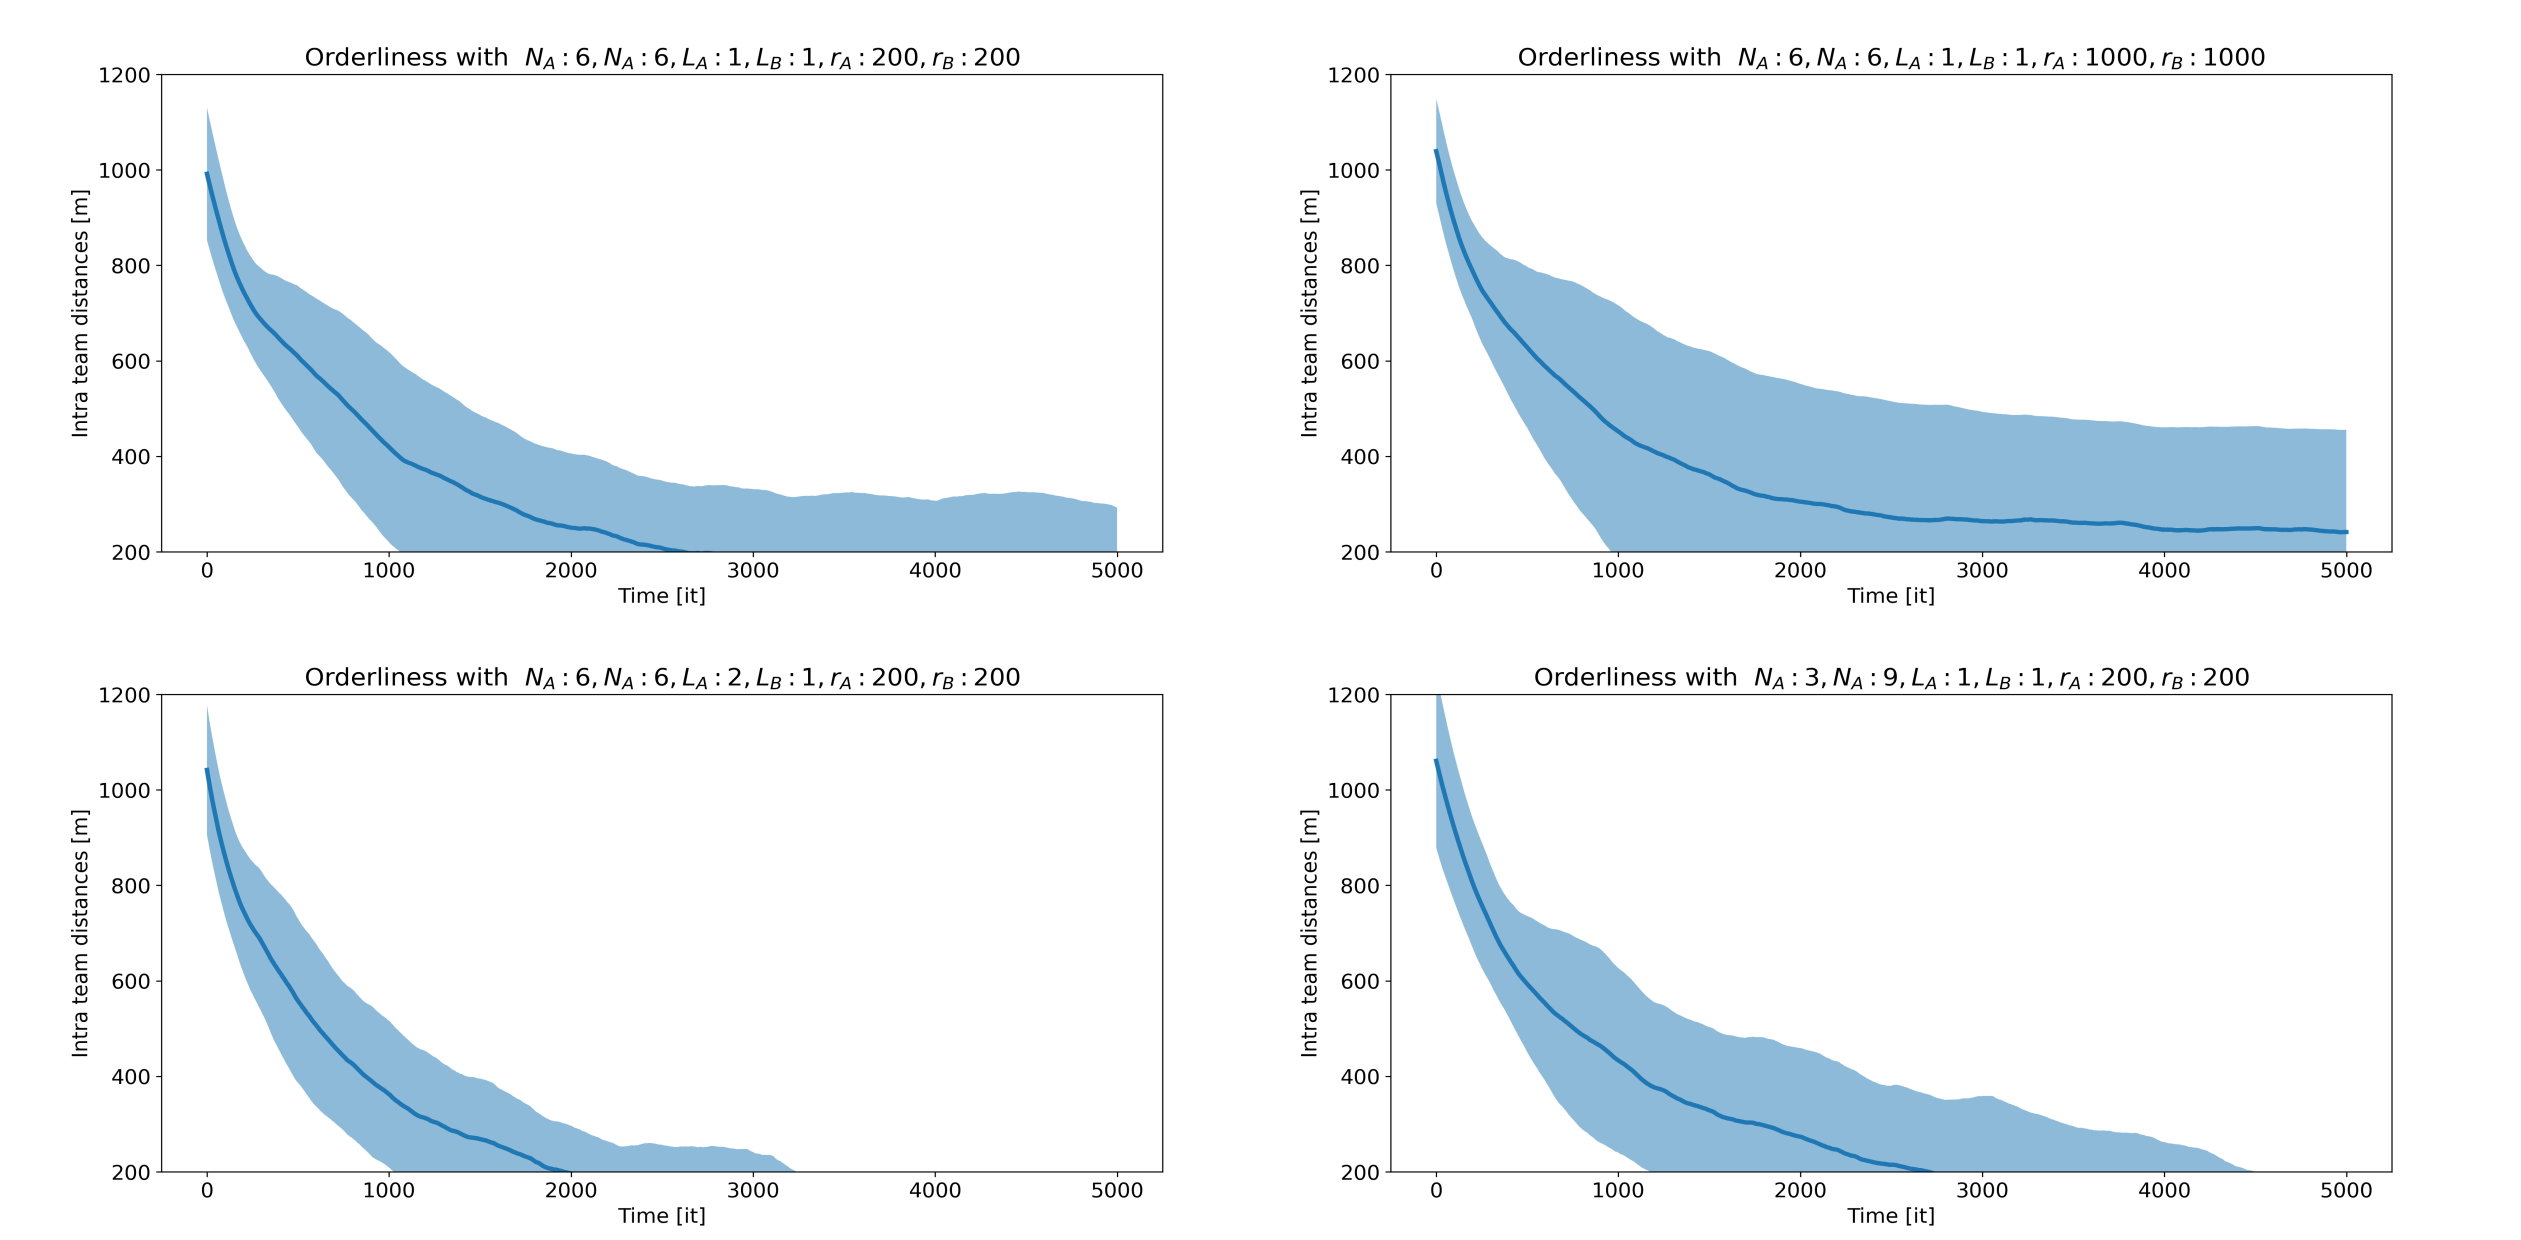 Orderliness with N_A : 6, N_A : 6, L_A : 1, L_B : 1, r_A : 200, r_B : 200
1200
1000
800
600
400
200
Intra team distances [m]
0 1000 2000 3000 4000 5000
Time [it]
Orderliness with N_A : 6, N_A : 6, L_A : 1, L_B : 1, r_A : 1000, r_B : 1000
1200
1000
800
600
400
200
Intra team distances [m]
0 1000 2000 3000 4000 5000
Time [it]
Orderliness with N_A : 6, N_A : 6, L_A : 2, L_B : 1, r_A : 200, r_B : 200
1200
1000
800
600
400
200
Intra team distances [m]
0 1000 2000 3000 4000 5000
Time [it]
Orderliness with N_A : 3, N_A : 9, L_A : 1, L_B : 1, r_A : 200, r_B : 200
1200
1000
800
600
400
200
Intra team distances [m]
0 1000 2000 3000 4000 5000
Time [it]